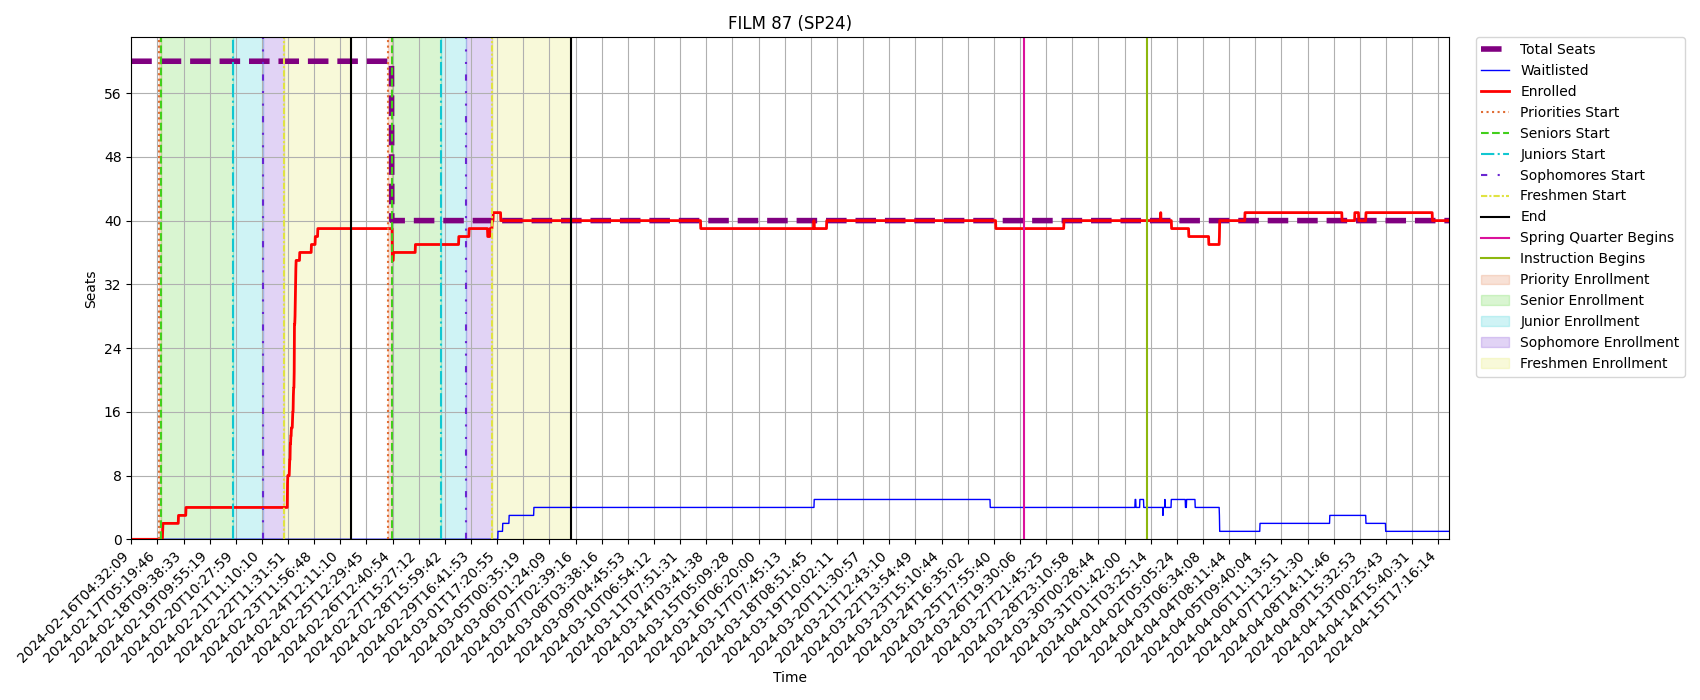 FILM 87 (SP24)
Total Seats
Waitlisted
Enrolled
Priorities Start
Seniors Start
Juniors Start
Sophomores Start
Freshmen Start
End
Spring Quarter Begins
Instruction Begins
Priority Enrollment
Senior Enrollment
Junior Enrollment
Sophomore Enrollment
Freshmen Enrollment
Seats
56
48
40
32
24
16
8
0
2024-02-16T04:32:09
2024-02-17T05:19:46
2024-02-18T09:38:33
2024-02-19T09:55:19
2024-02-20T10:27:59
2024-02-21T11:10:10
2024-02-22T11:31:51
2024-02-23T11:56:48
2024-02-24T12:11:10
2024-02-25T12:29:45
2024-02-26T12:40:54
2024-02-27T15:27:12
2024-02-28T15:59:42
2024-02-29T16:41:53
2024-03-01T17:20:55
2024-03-05T00:35:19
2024-03-06T01:24:09
2024-03-07T02:39:16
2024-03-08T03:38:16
2024-03-09T04:45:53
2024-03-10T06:54:12
2024-03-11T07:51:31
2024-03-14T03:41:38
2024-03-15T05:09:28
2024-03-16T06:20:00
2024-03-17T07:45:13
2024-03-18T08:51:45
2024-03-19T10:02:11
2024-03-20T11:30:57
2024-03-21T12:43:10
2024-03-22T13:54:49
2024-03-23T15:10:44
2024-03-24T16:35:02
2024-03-25T17:55:40
2024-03-26T19:30:06
2024-03-27T21:45:25
2024-03-28T23:10:58
2024-03-30T00:28:44
2024-03-31T01:42:00
2024-04-01T03:25:14
2024-04-02T05:05:24
2024-04-03T06:34:08
2024-04-04T08:11:44
2024-04-05T09:40:04
2024-04-06T11:13:51
2024-04-07T12:51:30
2024-04-08T14:11:46
2024-04-09T15:32:53
2024-04-13T00:25:43
2024-04-14T15:40:31
2024-04-15T17:16:14
Time